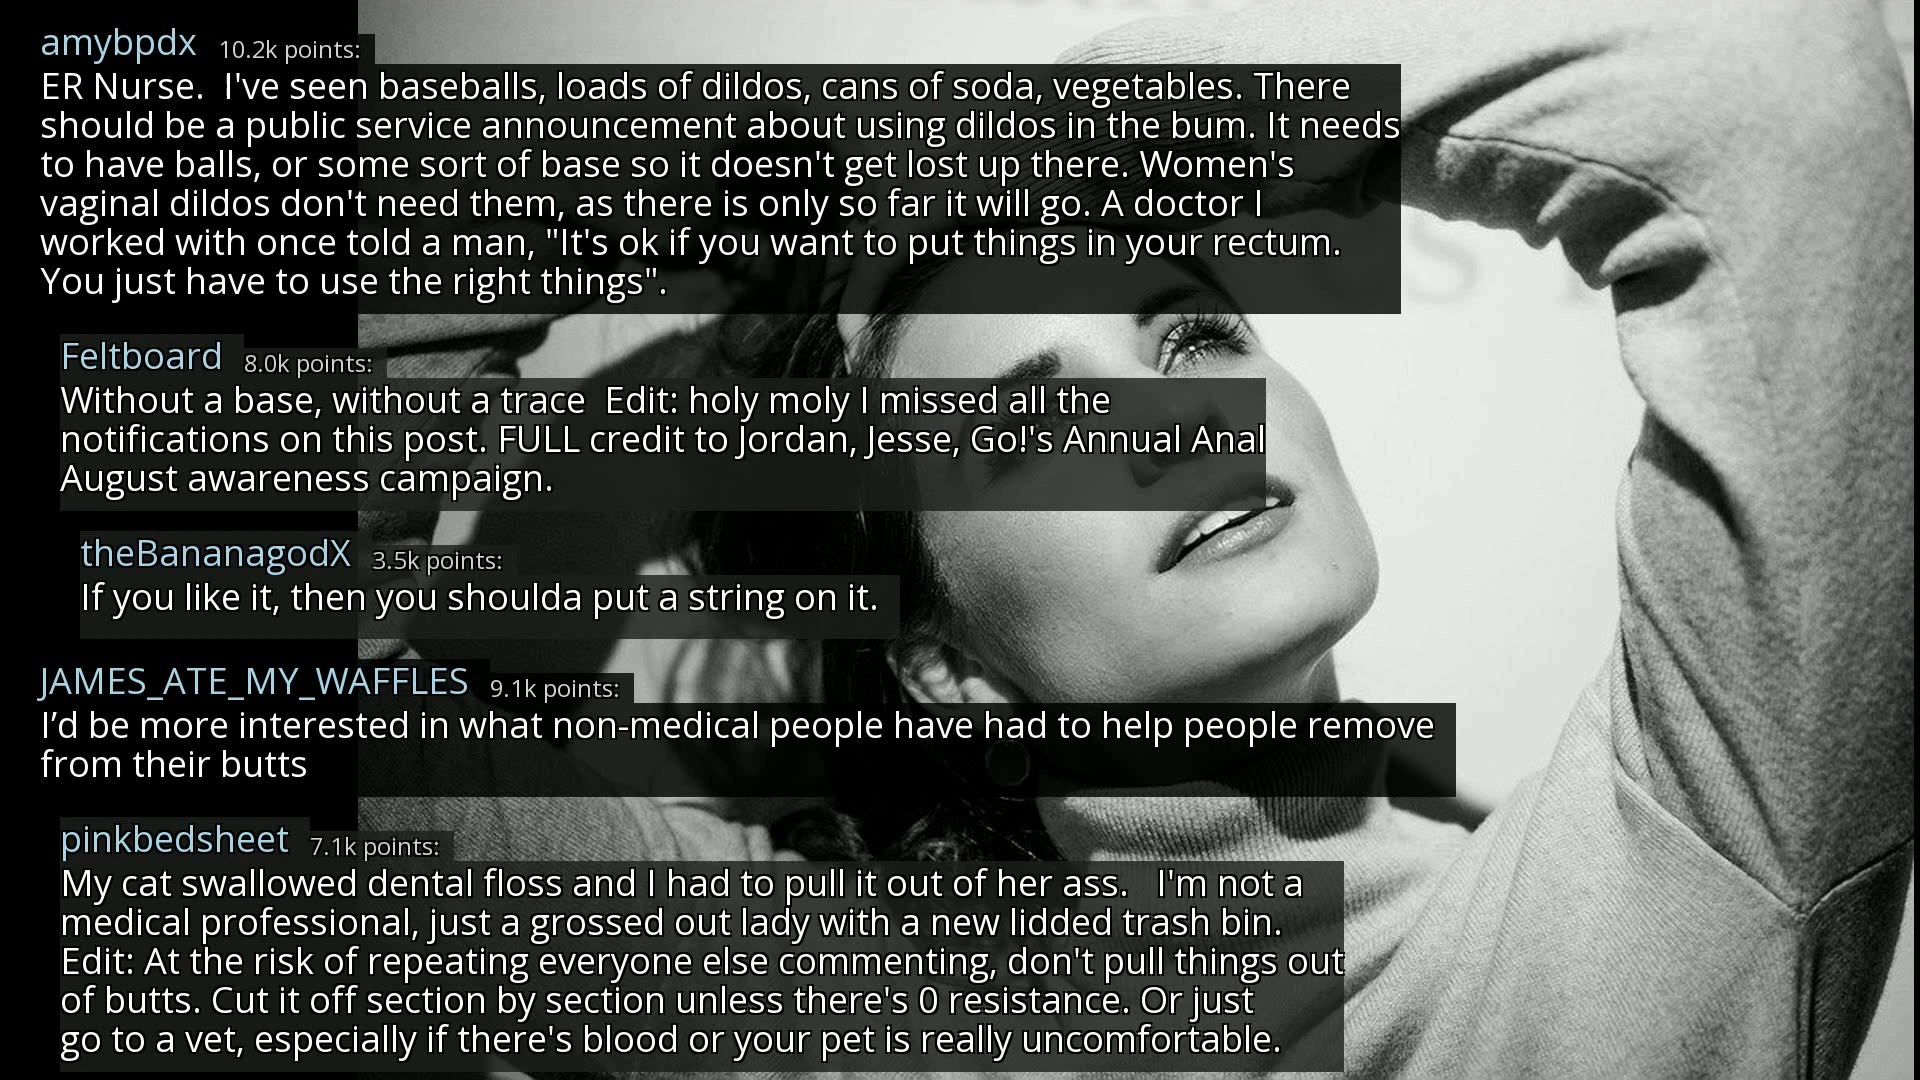 amybpdx 10.2k points:
ER Nurse.  I've seen baseballs, loads of dildos, cans of soda, vegetables. There
should be a public service announcement about using dildos in the bum. It needs
to have balls, or some sort of base so it doesn't get lost up there. Women's
vaginal dildos don't need them, as there is only so far it will go. A doctor I
worked with once told a man, "It's ok if you want to put things in your rectum.
You just have to use the right things".
Feltboard 8.0k points:
Without a base, without a trace  Edit: holy moly I missed all the
notifications on this post. FULL credit to Jordan, Jesse, Go!'s Annual Anal
August awareness campaign.
theBananagodX 3.5k points:
If you like it, then you shoulda put a string on it.
JAMES_ATE_MY_WAFFLES 9.1k points:
I’d be more interested in what non-medical people have had to help people remove
from their butts
pinkbedsheet 7.1k points:
My cat swallowed dental floss and I had to pull it out of her ass.   I'm not a
medical professional, just a grossed out lady with a new lidded trash bin.
Edit: At the risk of repeating everyone else commenting, don't pull things out
of butts. Cut it off section by section unless there's 0 resistance. Or just
go to a vet, especially if there's blood or your pet is really uncomfortable.